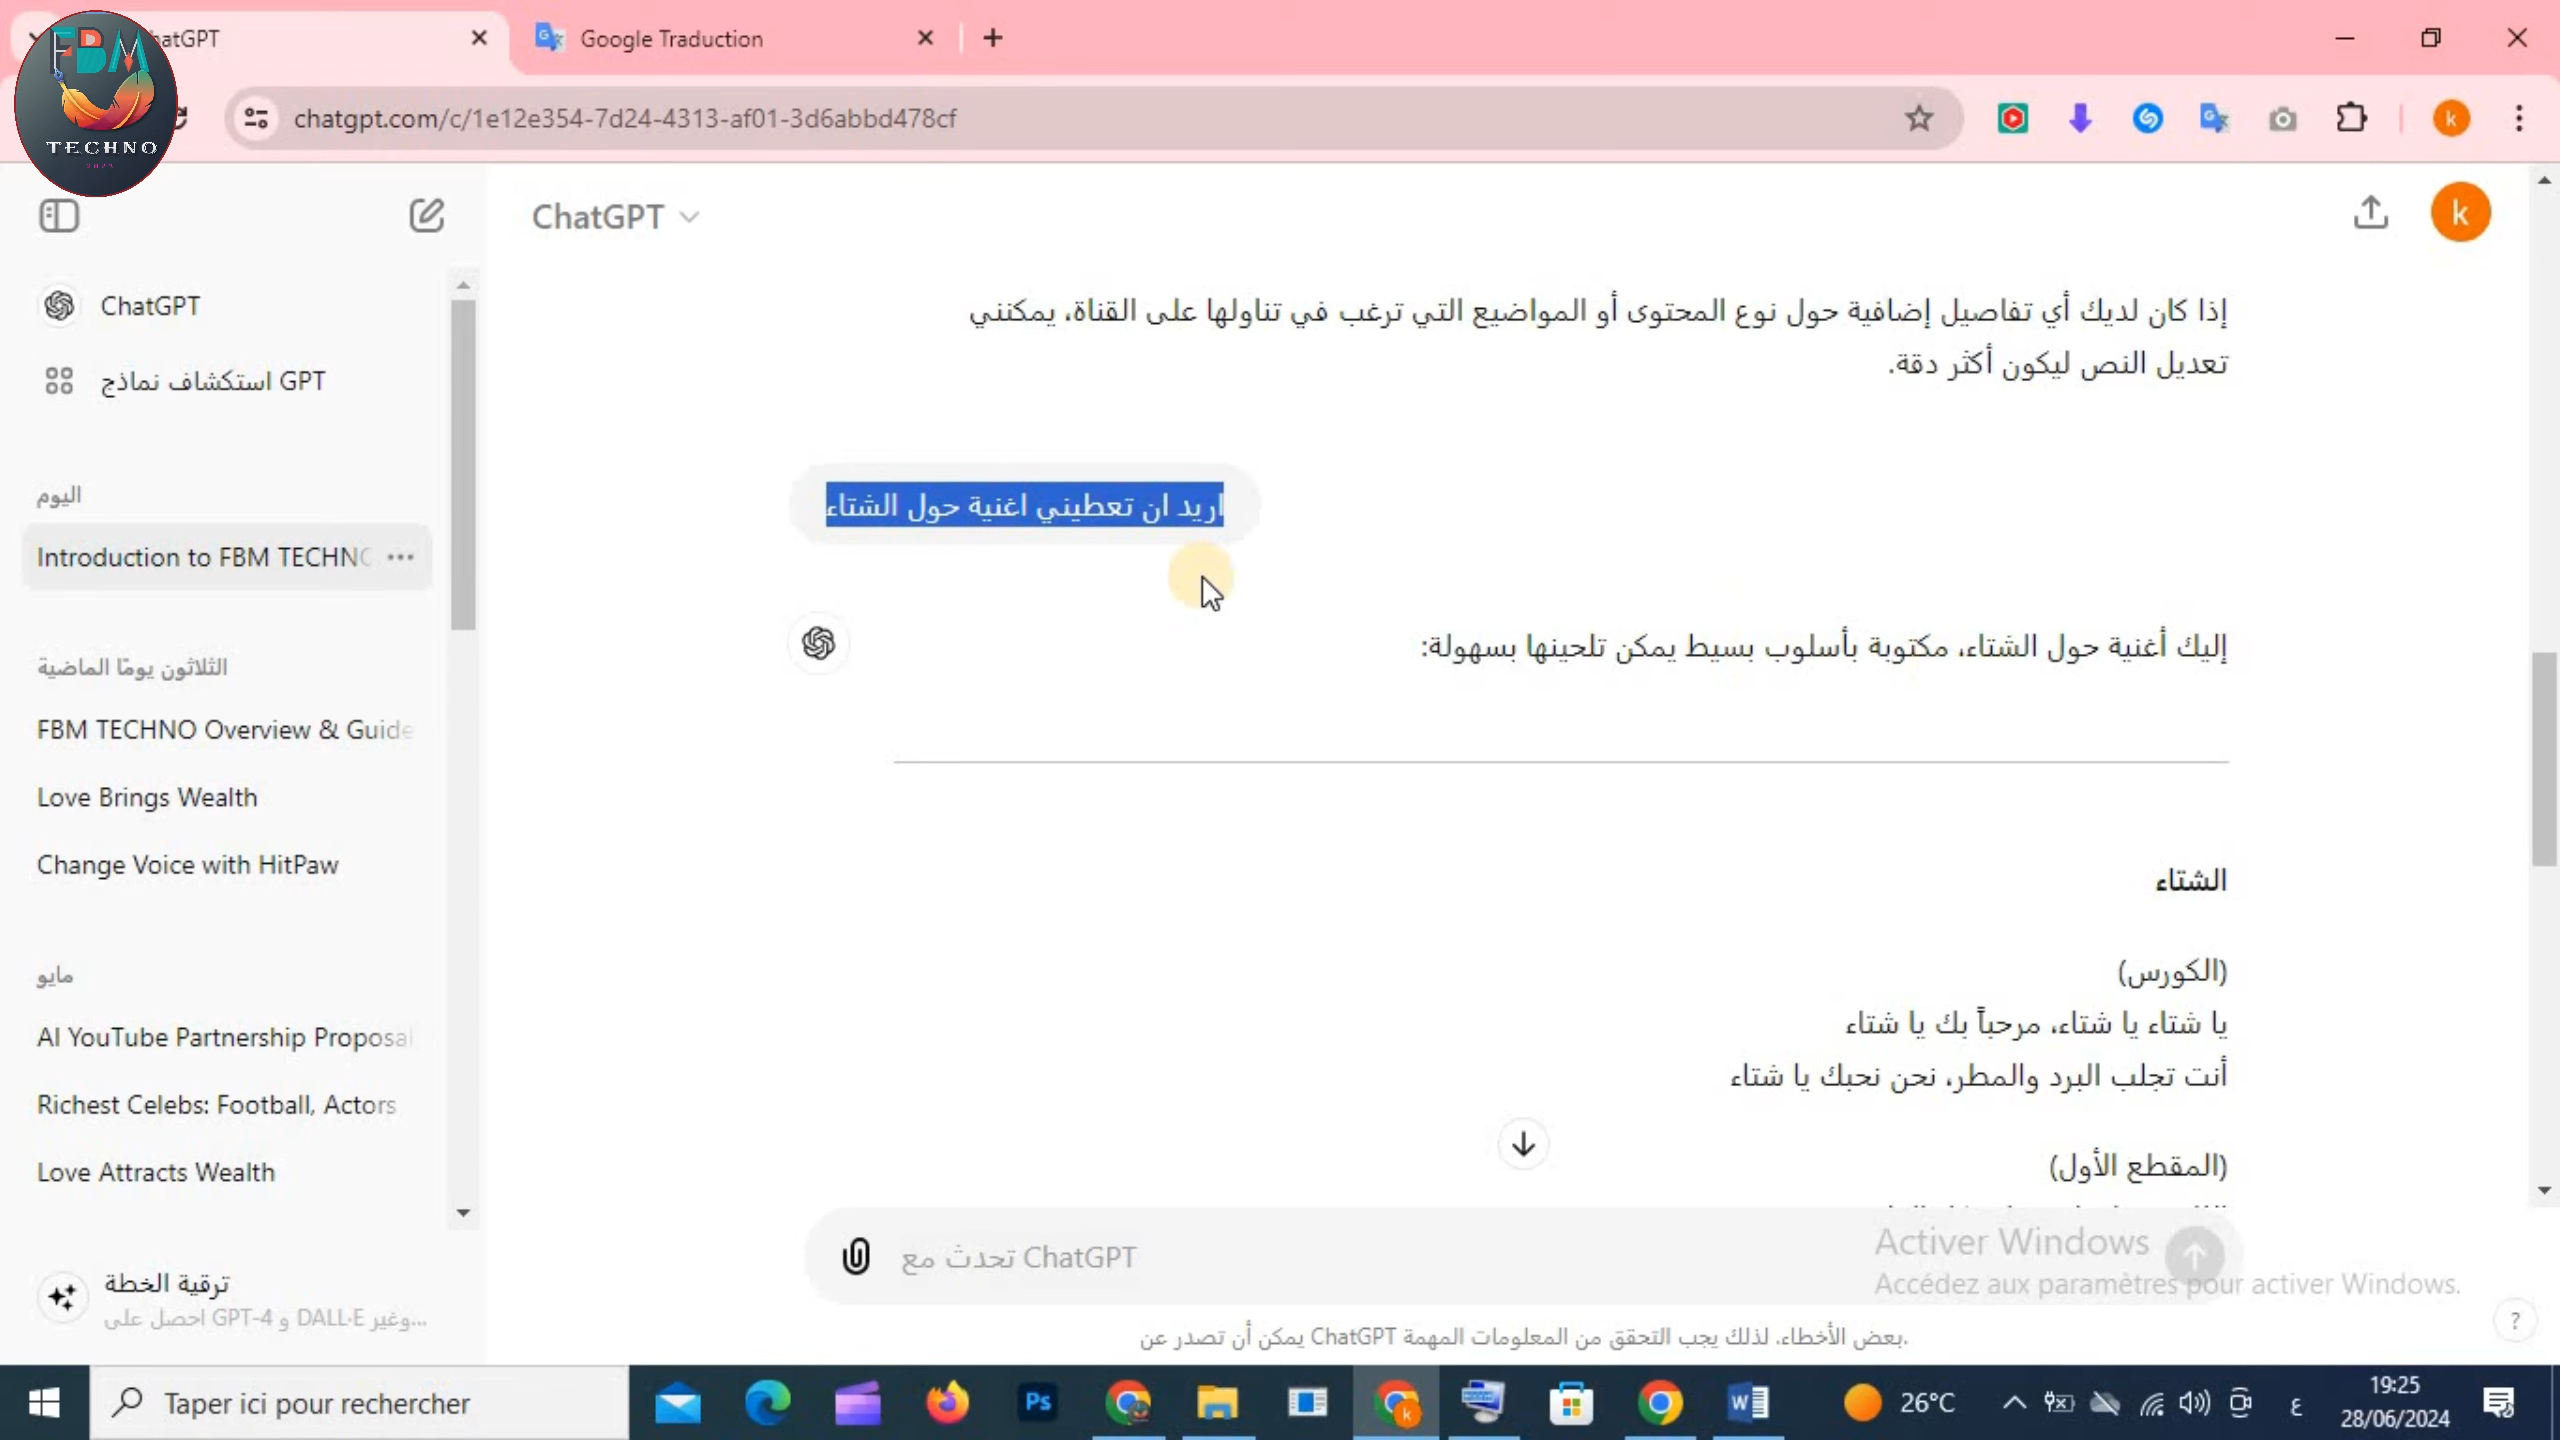 FBM
TECHNO
2023
Google Traduction
chatgpt.com/c/1e12e354-7d24-4313-af01-3d6abbd478cf
k
ChatGPT
k
ChatGPT
استكشاف نماذج GPT
اليوم
Introduction to FBM TECHNO
الثلاثون يومًا الماضية
FBM TECHNO Overview & Guide
Love Brings Wealth
Change Voice with HitPaw
مايو
AI YouTube Partnership Proposal
Richest Celebs: Football, Actors
Love Attracts Wealth
ترقية الخطة
احصل على GPT-4 و DALL·E وغير...
إذا كان لديك أي تفاصيل إضافية حول نوع المحتوى أو المواضيع التي ترغب في تناولها على القناة، يمكنني
تعديل النص ليكون أكثر دقة.
اريد ان تعطيني اغنية حول الشتاء
إليك أغنية حول الشتاء، مكتوبة بأسلوب بسيط يمكن تلحينها بسهولة:
الشتاء
(الكورس)
يا شتاء يا شتاء، مرحباً بك يا شتاء
أنت تجلب البرد والمطر، نحن نحبك يا شتاء
(المقطع الأول)
تحدث مع ChatGPT
Activer Windows
Accédez aux paramètres pour activer Windows.
يمكن أن تصدر عن ChatGPT بعض الأخطاء. لذلك يجب التحقق من المعلومات المهمة.
?
Taper ici pour rechercher
Ps
k
W
26°C
ع
19:25
28/06/2024